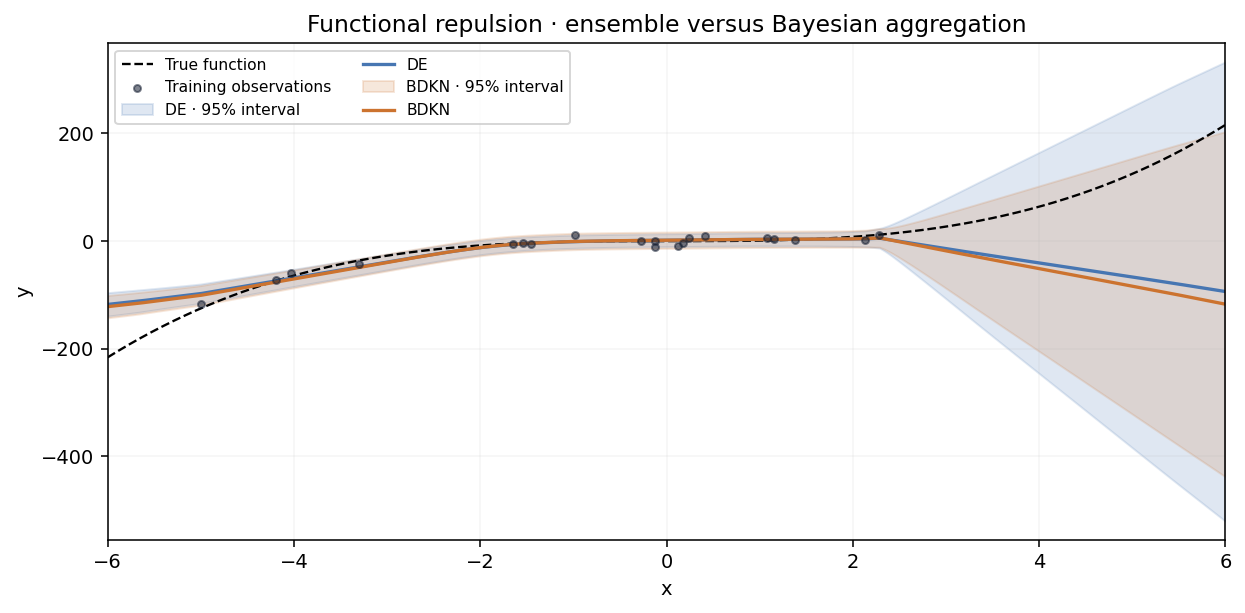 Functional repulsion · ensemble versus Bayesian aggregation
True function
Training observations
DE · 95% interval
DE
BDKN · 95% interval
BDKN
200
0
−200
−400
y
−6
−4
−2
0
2
4
6
x